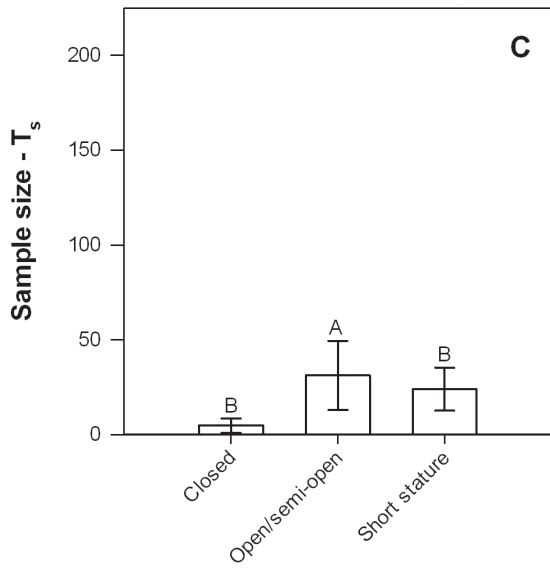 C
Sample size - Ts
200
150
100
50
0
B
A
B
Closed
Open/semi-open
Short stature